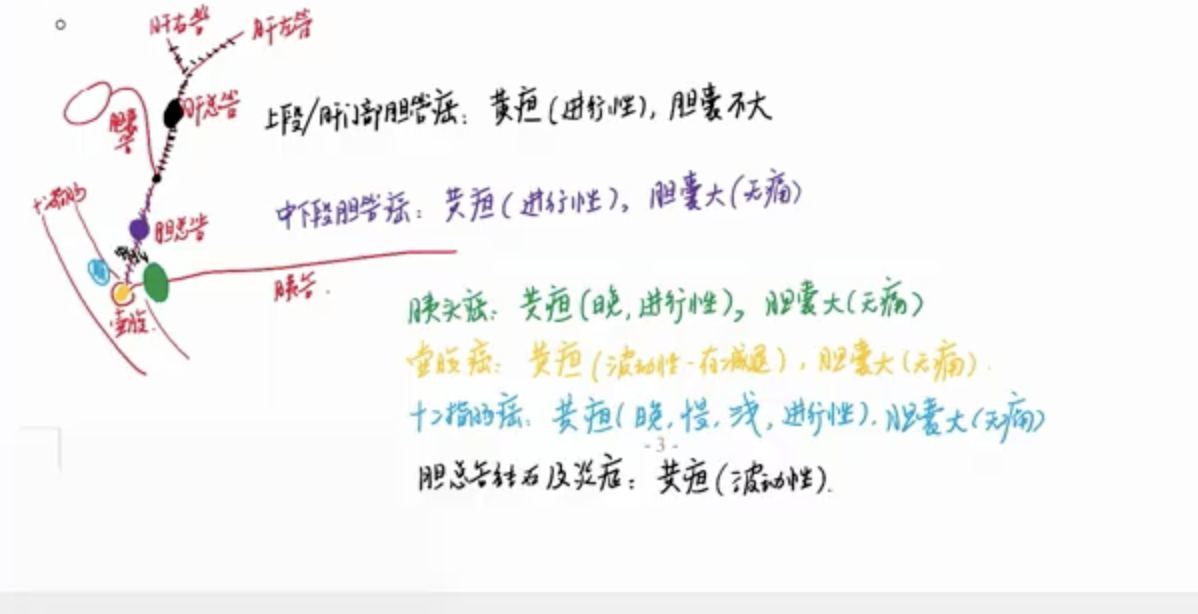 肝右管
肝左管
肝总管
胆囊管
上段/肝门部胆管癌：黄疸(进行性)，胆囊不大
十二指肠
中下段胆管癌：黄疸(进行性)，胆囊大(无痛)
胆总管
胰管.
壶腹.
胰头癌：黄疸(晚,进行性)，胆囊大(无痛)
壶腹癌：黄疸(波动性-在减退)，胆囊大(无痛).
十二指肠癌：黄疸(晚,慢,浅,进行性).胆囊大(无痛)
- 3 -
胆总管结石及炎症：黄疸(波动性).